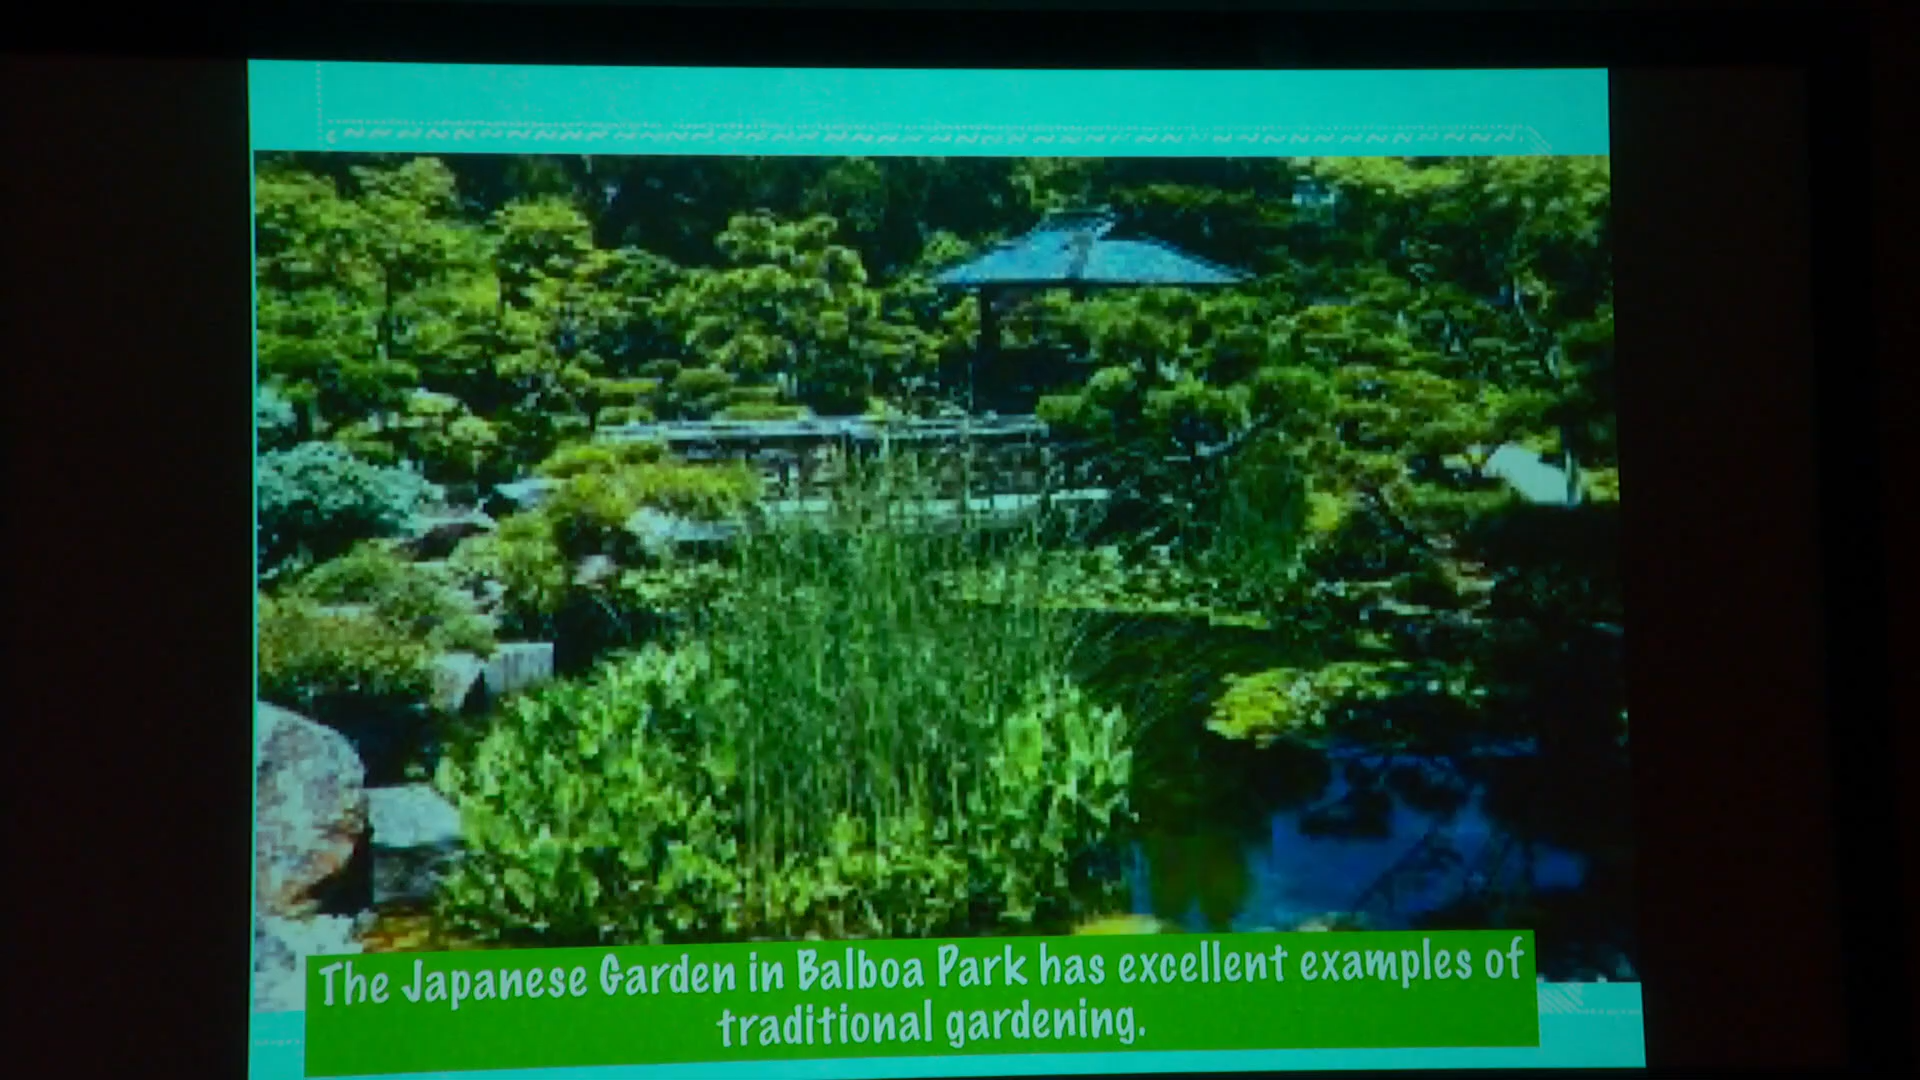 The Japanese Garden in Balboa Park has excellent examples of
traditional gardening.